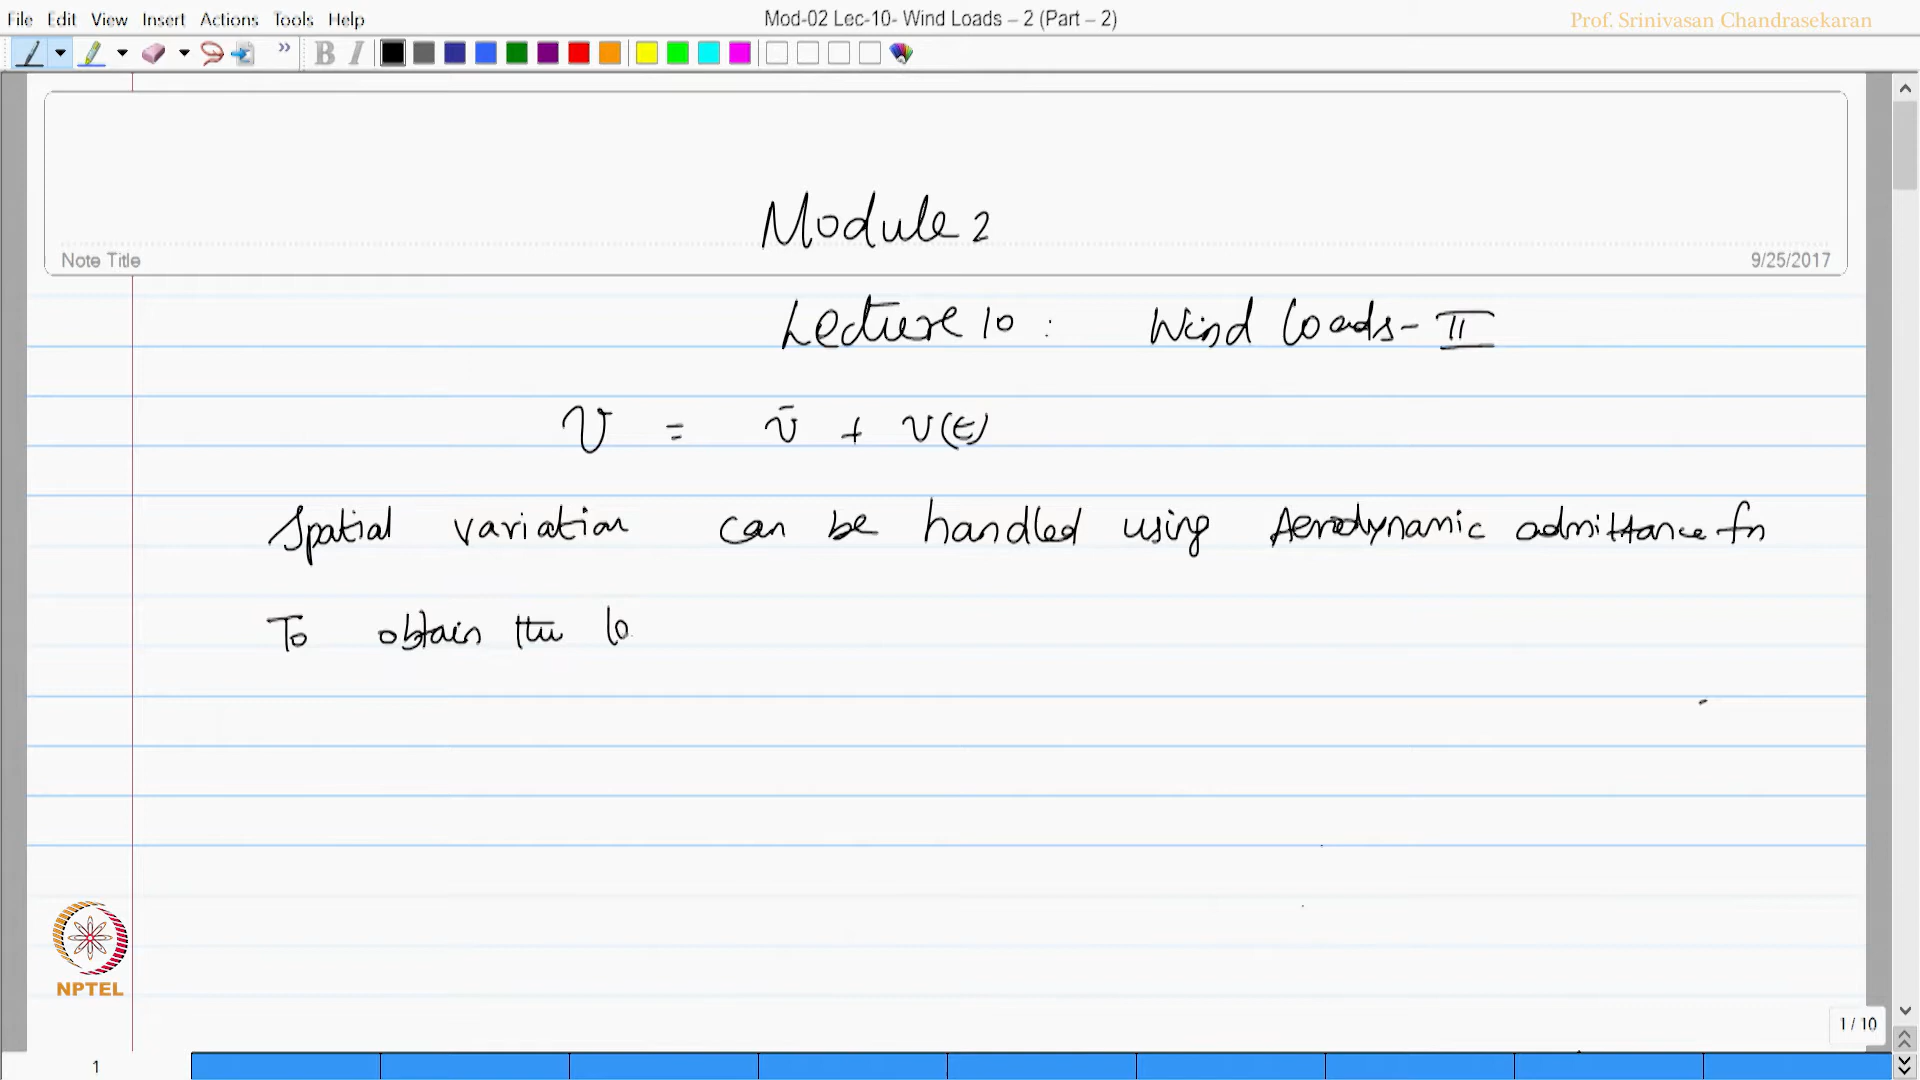 File Edit View Insert Actions Tools Help
Mod-02 Lec-10- Wind Loads – 2 (Part – 2)
Prof. Srinivasan Chandrasekaran
B I
Module 2
Note Title
9/25/2017
Lecture 10 : Wind Loads - II
V = v̄ + v(t)
Spatial variation can be handled using Aerodynamic admittance fn
To obtain the lo
NPTEL
1 / 10
1